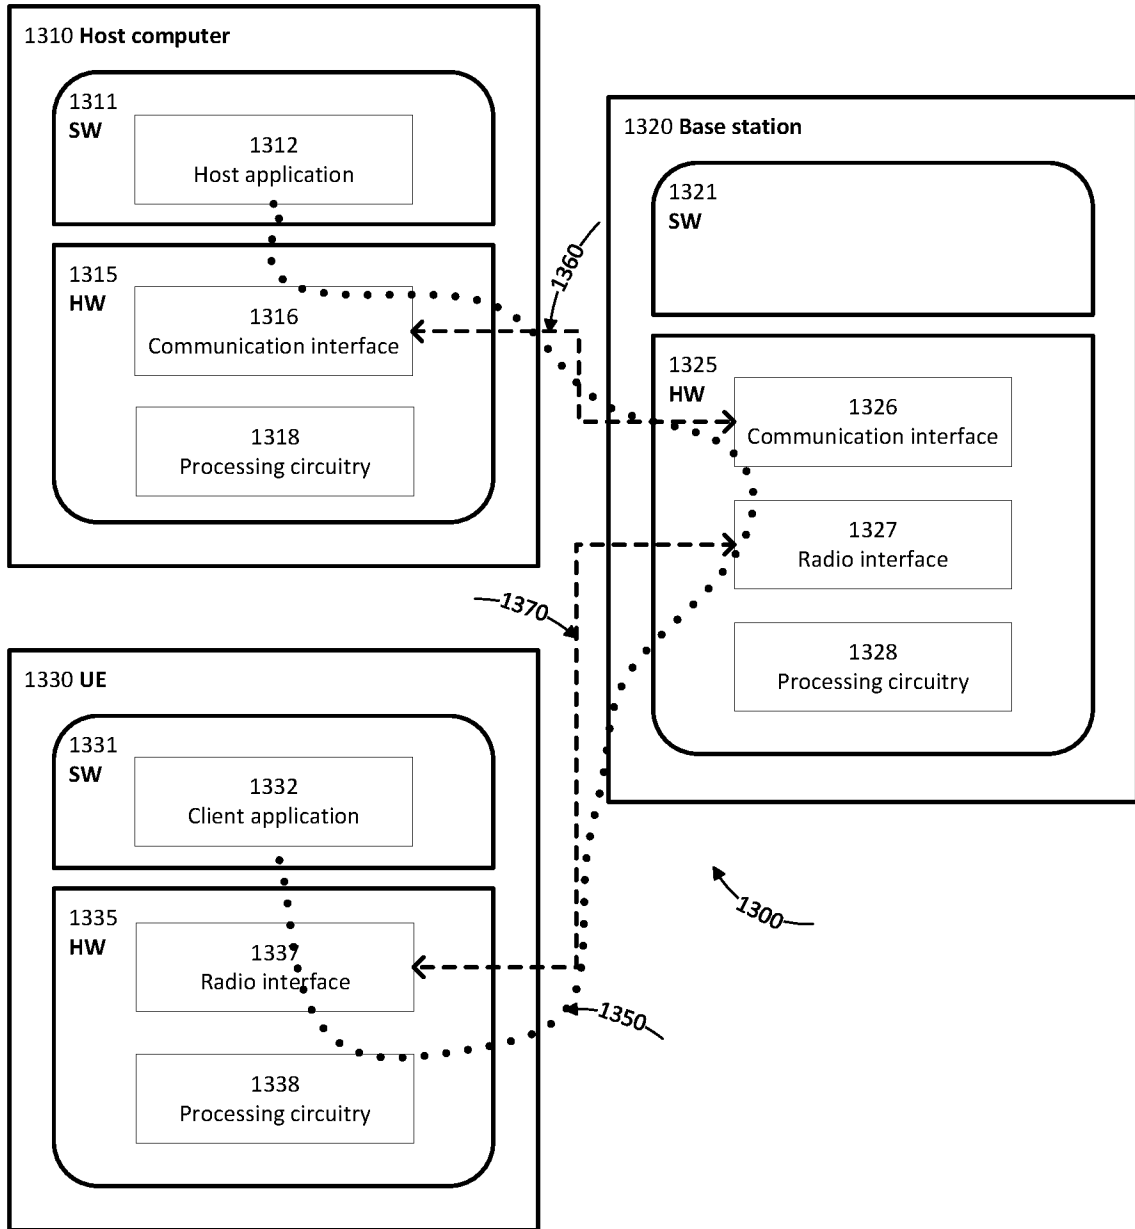 1310 Host computer
1311
SW
1312
Host application
1315
HW
1316
Communication interface
1318
Processing circuitry
1360
1320 Base station
1321
SW
1325
HW
1326
Communication interface
1327
Radio interface
1328
Processing circuitry
1370
1330 UE
1331
SW
1332
Client application
1335
HW
1337
Radio interface
1338
Processing circuitry
1300
1350